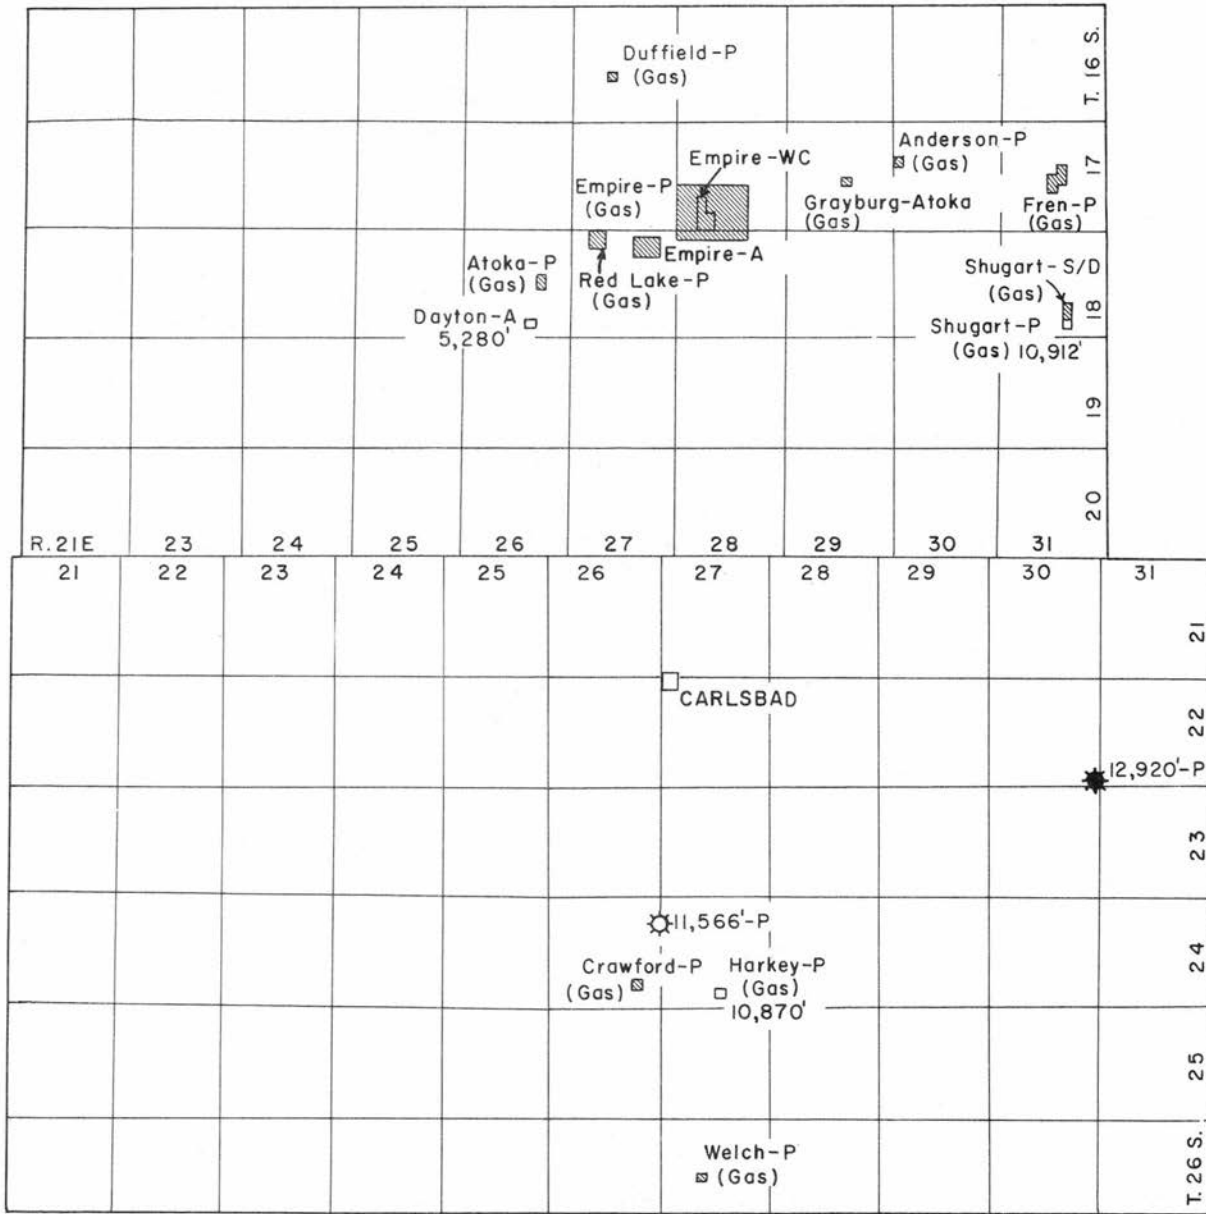 T. 16 S.
Duffield-P
(Gas)
17
Anderson-P
(Gas)
Empire-WC
Empire-P
(Gas)
Grayburg-Atoka
(Gas)
Fren-P
(Gas)
Empire-A
Red Lake-P
(Gas)
Atoka-P
(Gas)
Shugart-S/D
(Gas)
18
Dayton-A
5,280'
Shugart-P
(Gas) 10,912'
19
20
R.21E 23 24 25 26 27 28 29 30 31
21 22 23 24 25 26 27 28 29 30 31
21
CARLSBAD
22
12,920'-P
23
11,566'-P
24
Crawford-P
(Gas)
Harkey-P
(Gas)
10,870'
25
Welch-P
(Gas)
T. 26 S.